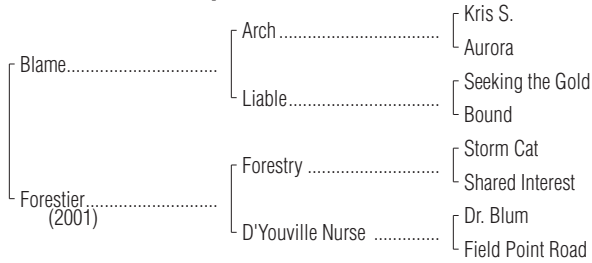 Kris S.
Arch
Aurora
Blame
Seeking the Gold
Liable
Bound
Storm Cat
Forestry
Shared Interest
Forestier
(2001)
Dr. Blum
D'Youville Nurse
Field Point Road